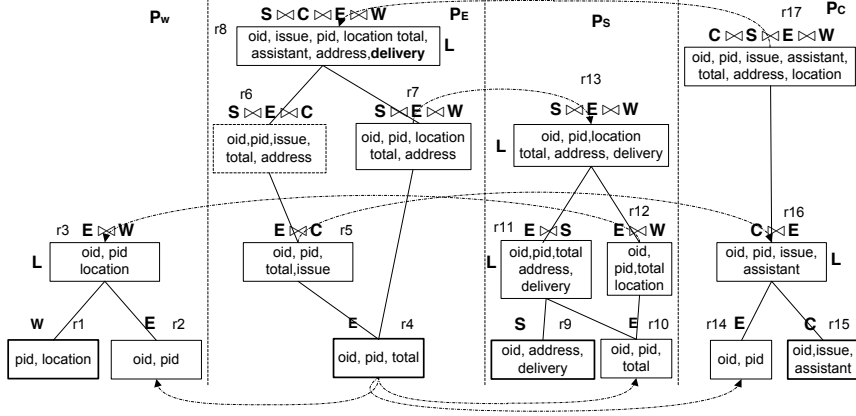 Pw
r8
S⋈C⋈E⋈W
PE
oid, issue, pid, location total,
assistant, address,delivery
L
r6
S⋈E⋈C
oid,pid,issue,
total, address
r7
S⋈E⋈W
oid, pid, location
total, address
r3
E⋈W
L
oid, pid
location
E⋈C
r5
oid, pid,
total,issue
W
r1
pid, location
E
r2
oid, pid
E
r4
oid, pid, total
PS
r13
S⋈E⋈W
L
oid, pid,location
total, address, delivery
r11
E⋈S
L
oid,pid,total
address,
delivery
r12
E⋈W
oid,
pid,total
location
S
r9
oid, address,
delivery
E
r10
oid, pid,
total
r17
PC
C⋈S⋈E⋈W
oid, pid, issue, assistant,
total, address, location
r16
C⋈E
oid, pid, issue,
assistant
L
r14
E
oid, pid
C
r15
oid,issue,
assistant